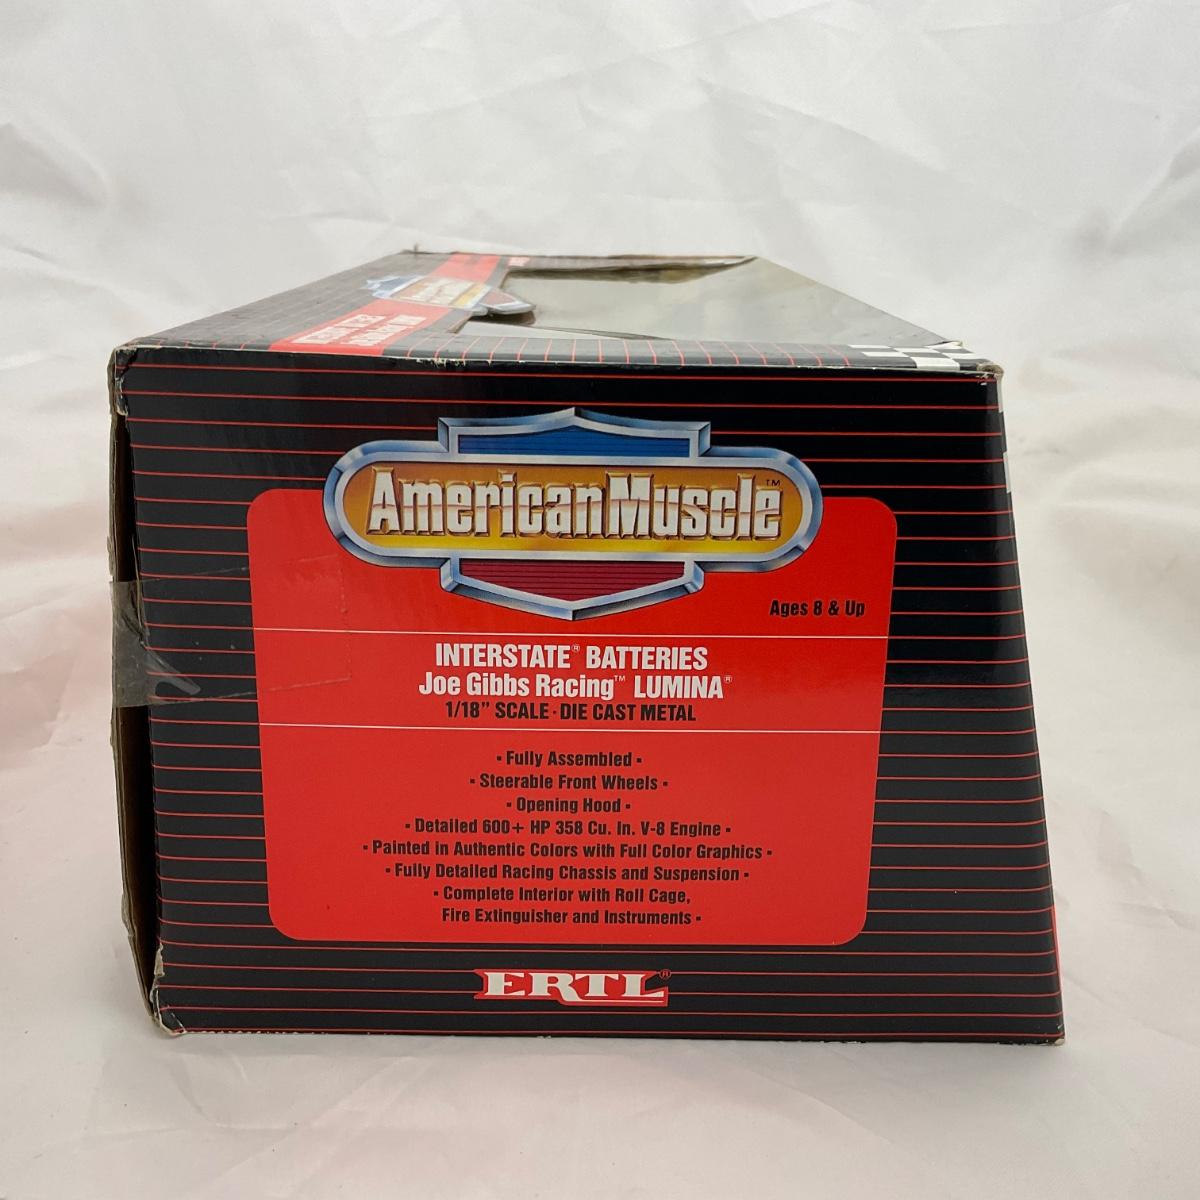 AmericanMuscle™
Ages 8 & Up
INTERSTATE® BATTERIES
Joe Gibbs Racing™ LUMINA®
1/18" SCALE · DIE CAST METAL
• Fully Assembled •
• Steerable Front Wheels •
• Opening Hood •
• Detailed 600+ HP 358 Cu. In. V-8 Engine •
• Painted in Authentic Colors with Full Color Graphics •
• Fully Detailed Racing Chassis and Suspension •
• Complete Interior with Roll Cage,
Fire Extinguisher and Instruments •
ERTL®